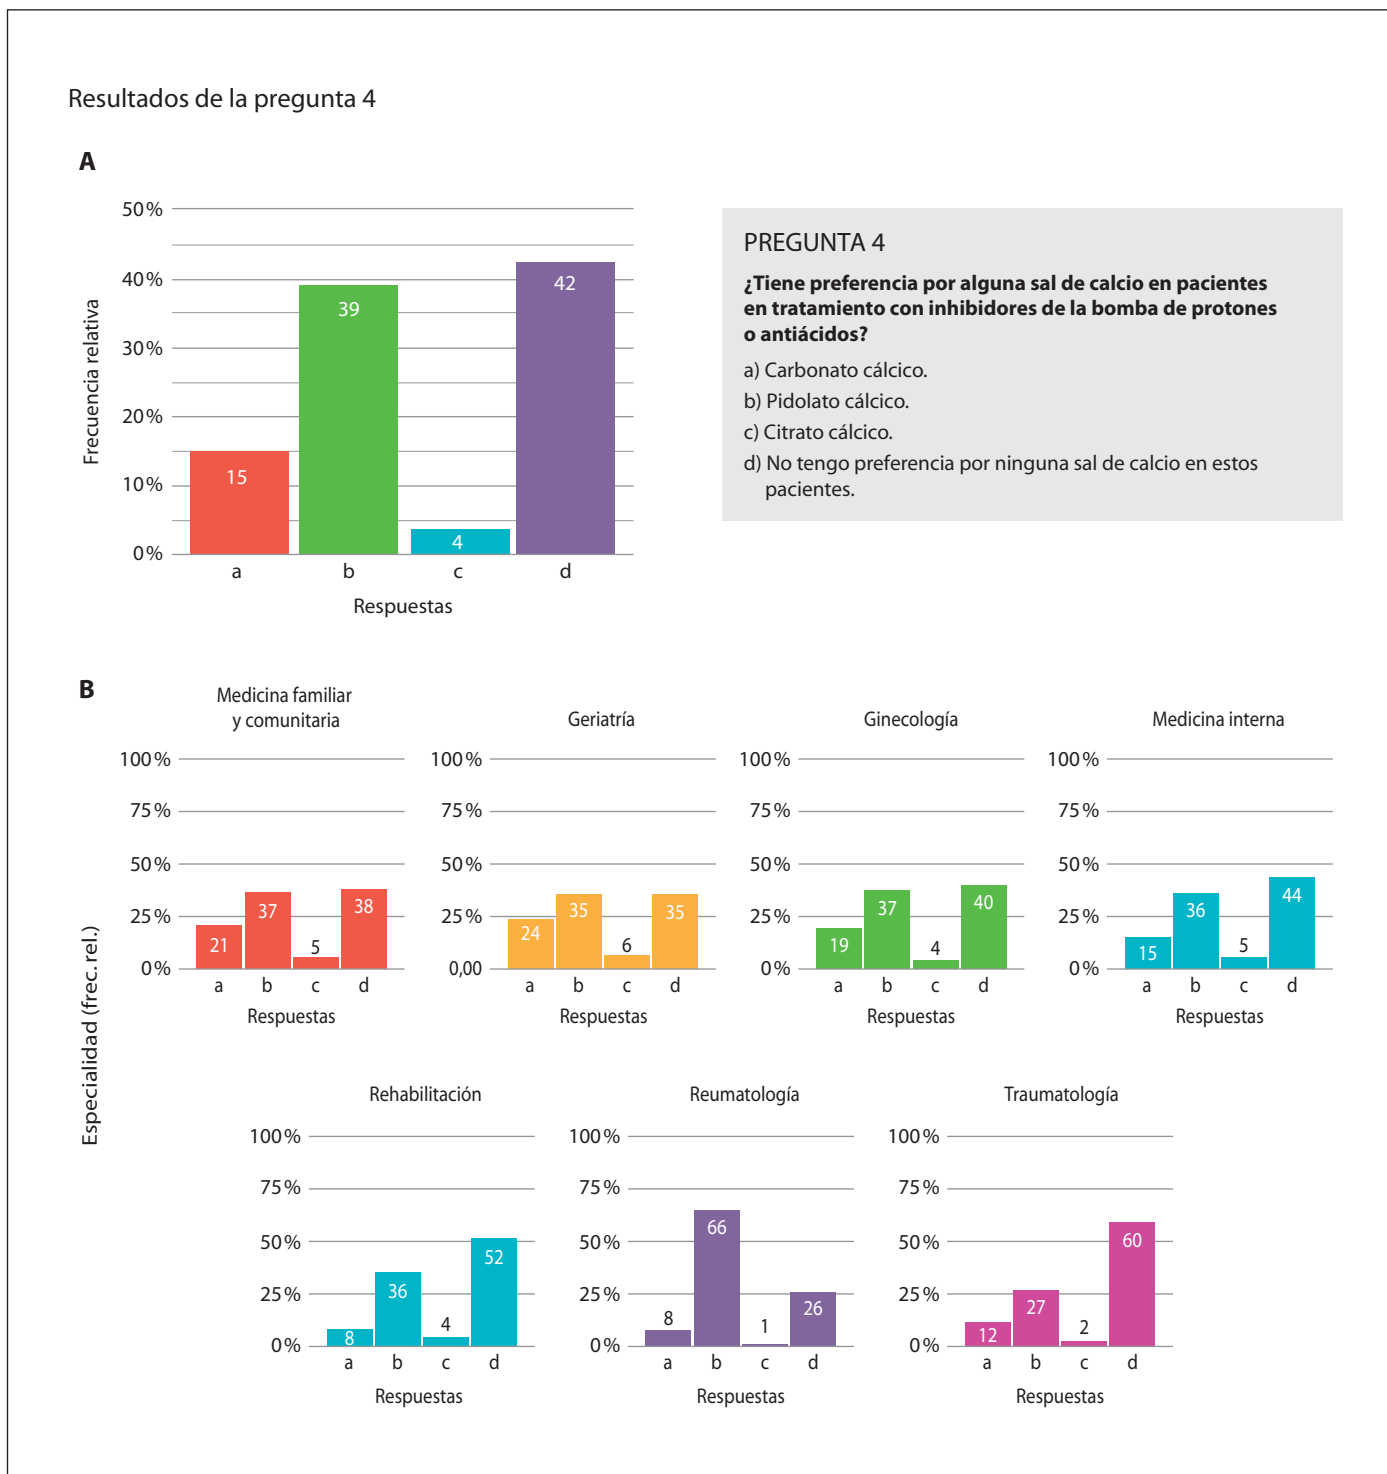 Resultados de la pregunta 4
A
Frecuencia relativa
50 %
40 %
30 %
20 %
10 %
0 %
15
39
4
42
a b c d
Respuestas
PREGUNTA 4
¿Tiene preferencia por alguna sal de calcio en pacientes
en tratamiento con inhibidores de la bomba de protones
o antiácidos?
a) Carbonato cálcico.
b) Pidolato cálcico.
c) Citrato cálcico.
d) No tengo preferencia por ninguna sal de calcio en estos
pacientes.
B
Especialidad (frec. rel.)
Medicina familiar
y comunitaria
100 %
75 %
50 %
25 %
0 %
21 37 5 38
a b c d
Respuestas
Geriatría
100 %
75 %
50 %
25 %
0,00
24 35 6 35
a b c d
Respuestas
Ginecología
100 %
75 %
50 %
25 %
0 %
19 37 4 40
a b c d
Respuestas
Medicina interna
100 %
75 %
50 %
25 %
0 %
15 36 5 44
a b c d
Respuestas
Rehabilitación
100 %
75 %
50 %
25 %
0 %
8 36 4 52
a b c d
Respuestas
Reumatología
100 %
75 %
50 %
25 %
0 %
8 66 1 26
a b c d
Respuestas
Traumatología
100 %
75 %
50 %
25 %
0 %
12 27 2 60
a b c d
Respuestas